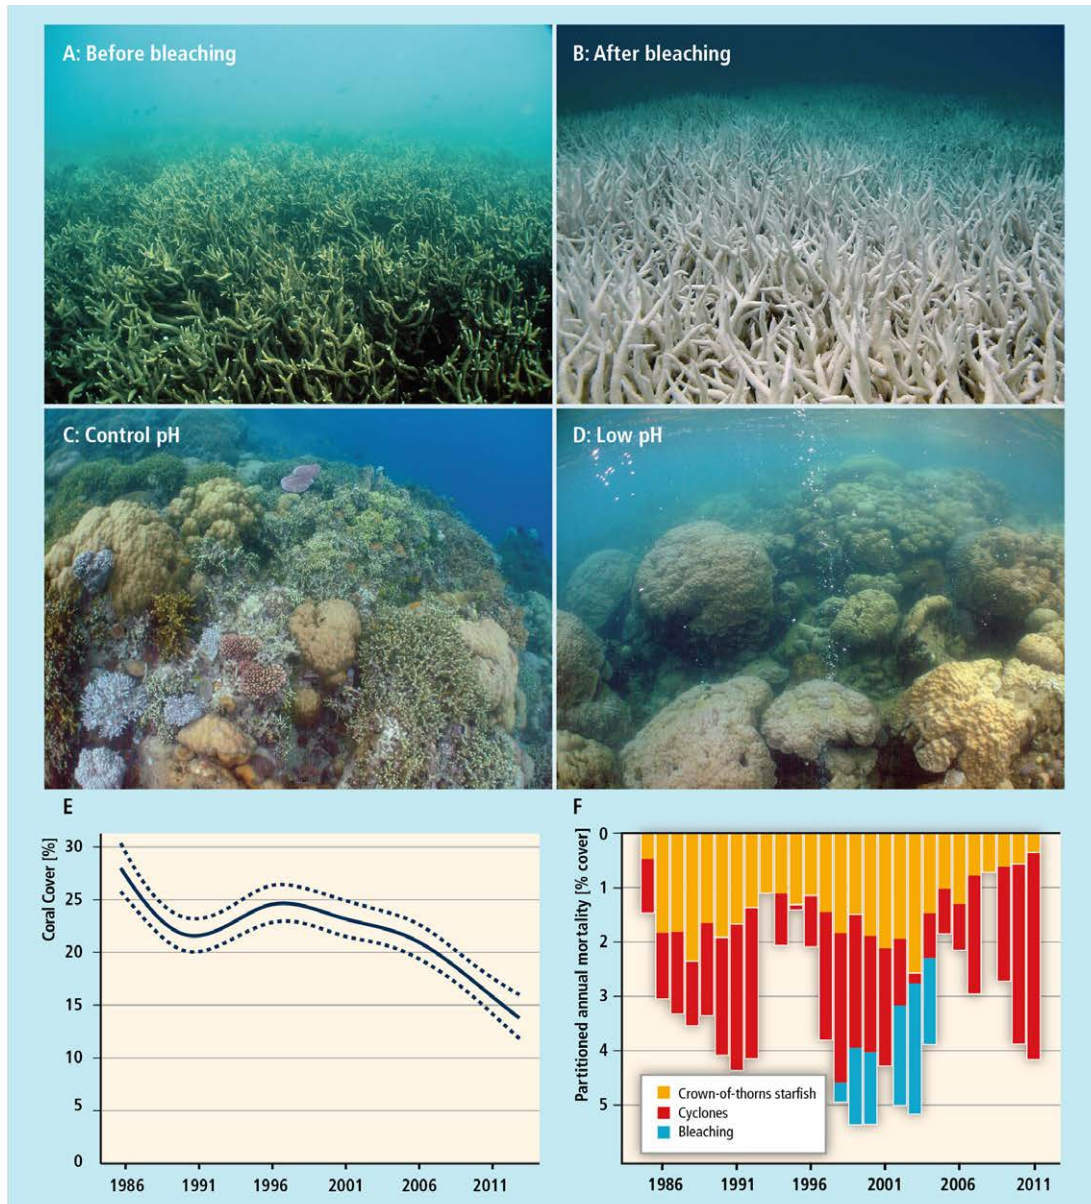 A: Before bleaching
B: After bleaching
C: Control pH
D: Low pH
E
Coral Cover [%]
30
25
20
15
10
5
0
1986 1991 1996 2001 2006 2011
F
Partitioned annual mortality [% cover]
0
1
2
3
4
5
Crown-of-thorns starfish
Cyclones
Bleaching
1986 1991 1996 2001 2006 2011